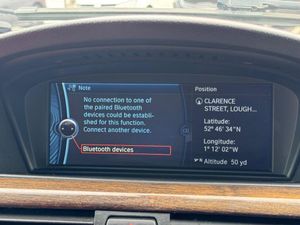 Note
No connection to one of
the paired Bluetooth
devices could be establi-
shed for this function.
Connect another device.
Bluetooth devices
Position
CLARENCE
STREET, LOUGH...
Latitude:
52° 46' 34"N
Longitude:
1° 12' 02"W
Altitude 50 yd